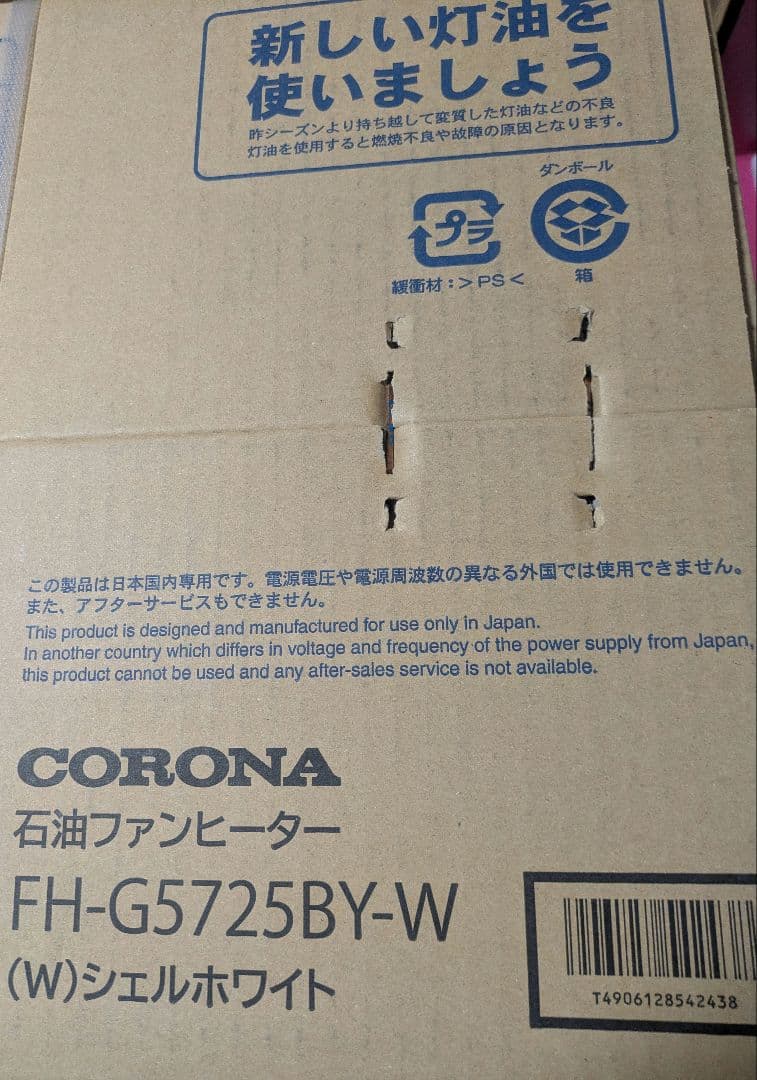 新しい灯油を
使いましょう
昨シーズンより持ち越して変質した灯油などの不良
灯油を使用すると燃焼不良や故障の原因となります。
ダンボール
プラ
緩衝材:>PS<
箱
この製品は日本国内専用です。電源電圧や電源周波数の異なる外国では使用できません。
また、アフターサービスもできません。
This product is designed and manufactured for use only in Japan.
In another country which differs in voltage and frequency of the power supply from Japan,
this product cannot be used and any after-sales service is not available.
CORONA
石油ファンヒーター
FH-G5725BY-W
(W)シェルホワイト
T4906128542438